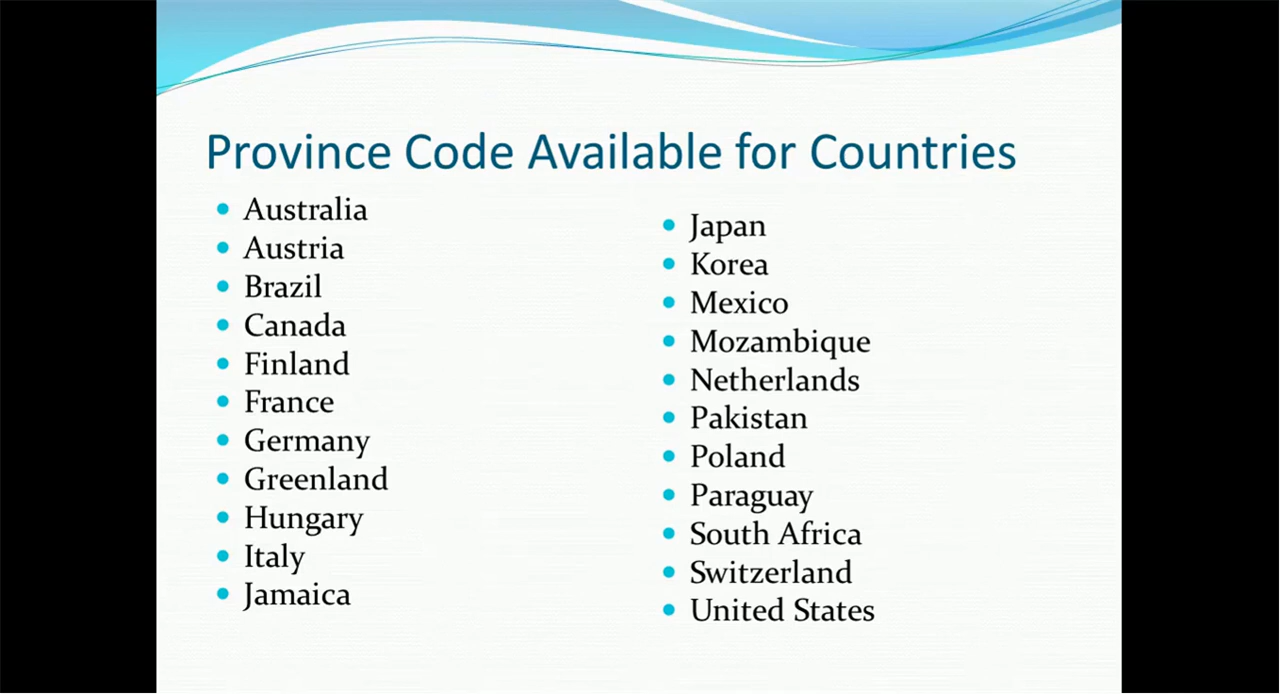 Province Code Available for Countries
Australia
Austria
Brazil
Canada
Finland
France
Germany
Greenland
Hungary
Italy
Jamaica
Japan
Korea
Mexico
Mozambique
Netherlands
Pakistan
Poland
Paraguay
South Africa
Switzerland
United States